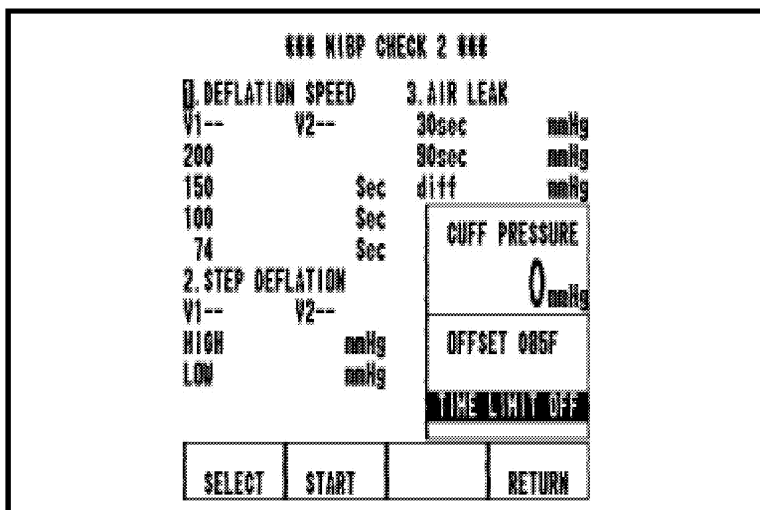 *** NIBP CHECK 2 ***
1. DEFLATION SPEED
V1-- V2--
200
150 Sec
100 Sec
74 Sec
2. STEP DEFLATION
V1-- V2--
HIGH mmHg
LOW mmHg
3. AIR LEAK
30sec mmHg
90sec mmHg
diff mmHg
CUFF PRESSURE
0 mmHg
OFFSET 085F
TIME LIMIT OFF
SELECT START RETURN